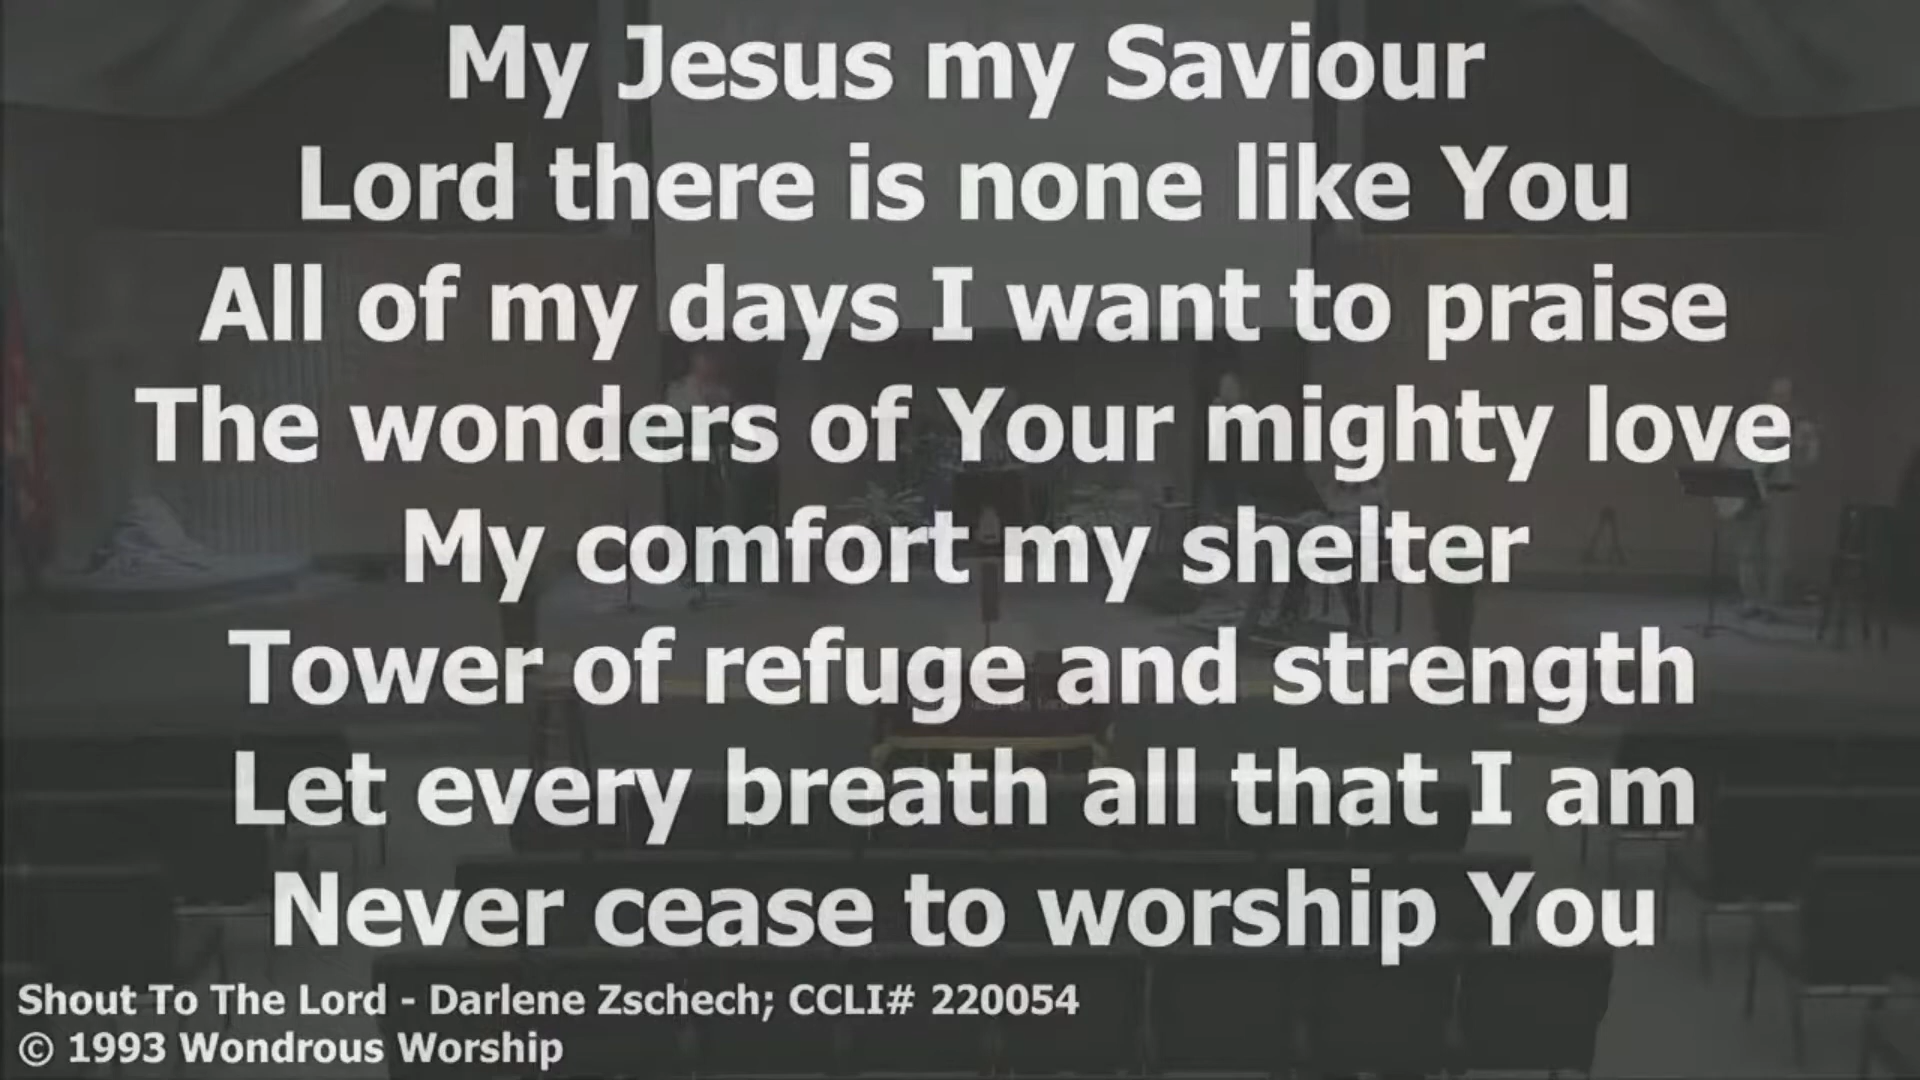 My Jesus my Saviour
Lord there is none like You
All of my days I want to praise
The wonders of Your mighty love
My comfort my shelter
Tower of refuge and strength
Let every breath all that I am
Never cease to worship You
Shout To The Lord - Darlene Zschech; CCLI# 220054
© 1993 Wondrous Worship